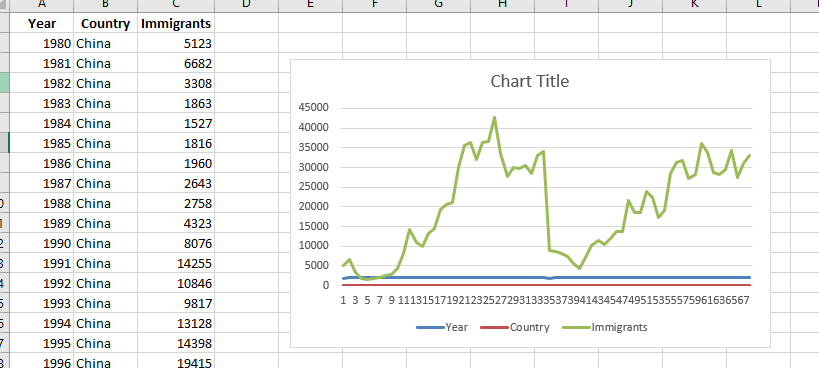 A B C D E F G H I J K L
Year Country Immigrants
1980 China 5123
1981 China 6682
1982 China 3308
1983 China 1863
1984 China 1527
1985 China 1816
1986 China 1960
1987 China 2643
1988 China 2758
1989 China 4323
1990 China 8076
1991 China 14255
1992 China 10846
1993 China 9817
1994 China 13128
1995 China 14398
1996 China 19415
Chart Title
45000
40000
35000
30000
25000
20000
15000
10000
5000
0
1 3 5 7 9 11131517192123252729313335373941434547495153555759616365 67
Year Country Immigrants